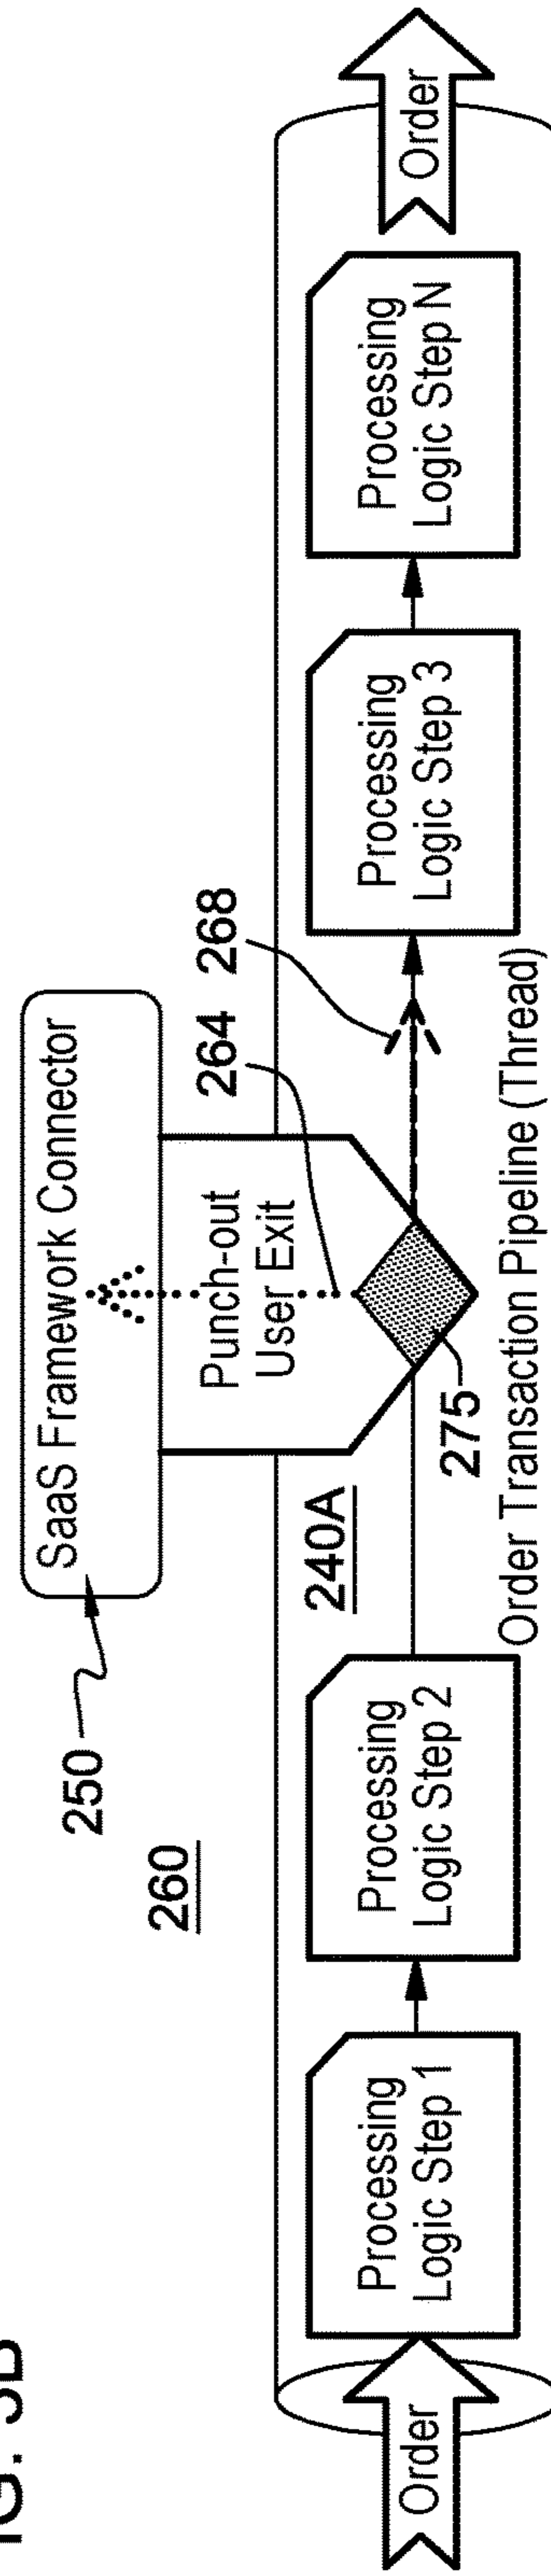 IG. 3B
260
250
SaaS Framework Connector
Punch-out
User Exit
264
268
240A
275
Order
Processing
Logic Step 1
Processing
Logic Step 2
Processing
Logic Step 3
Processing
Logic Step N
Order
Order Transaction Pipeline (Thread)